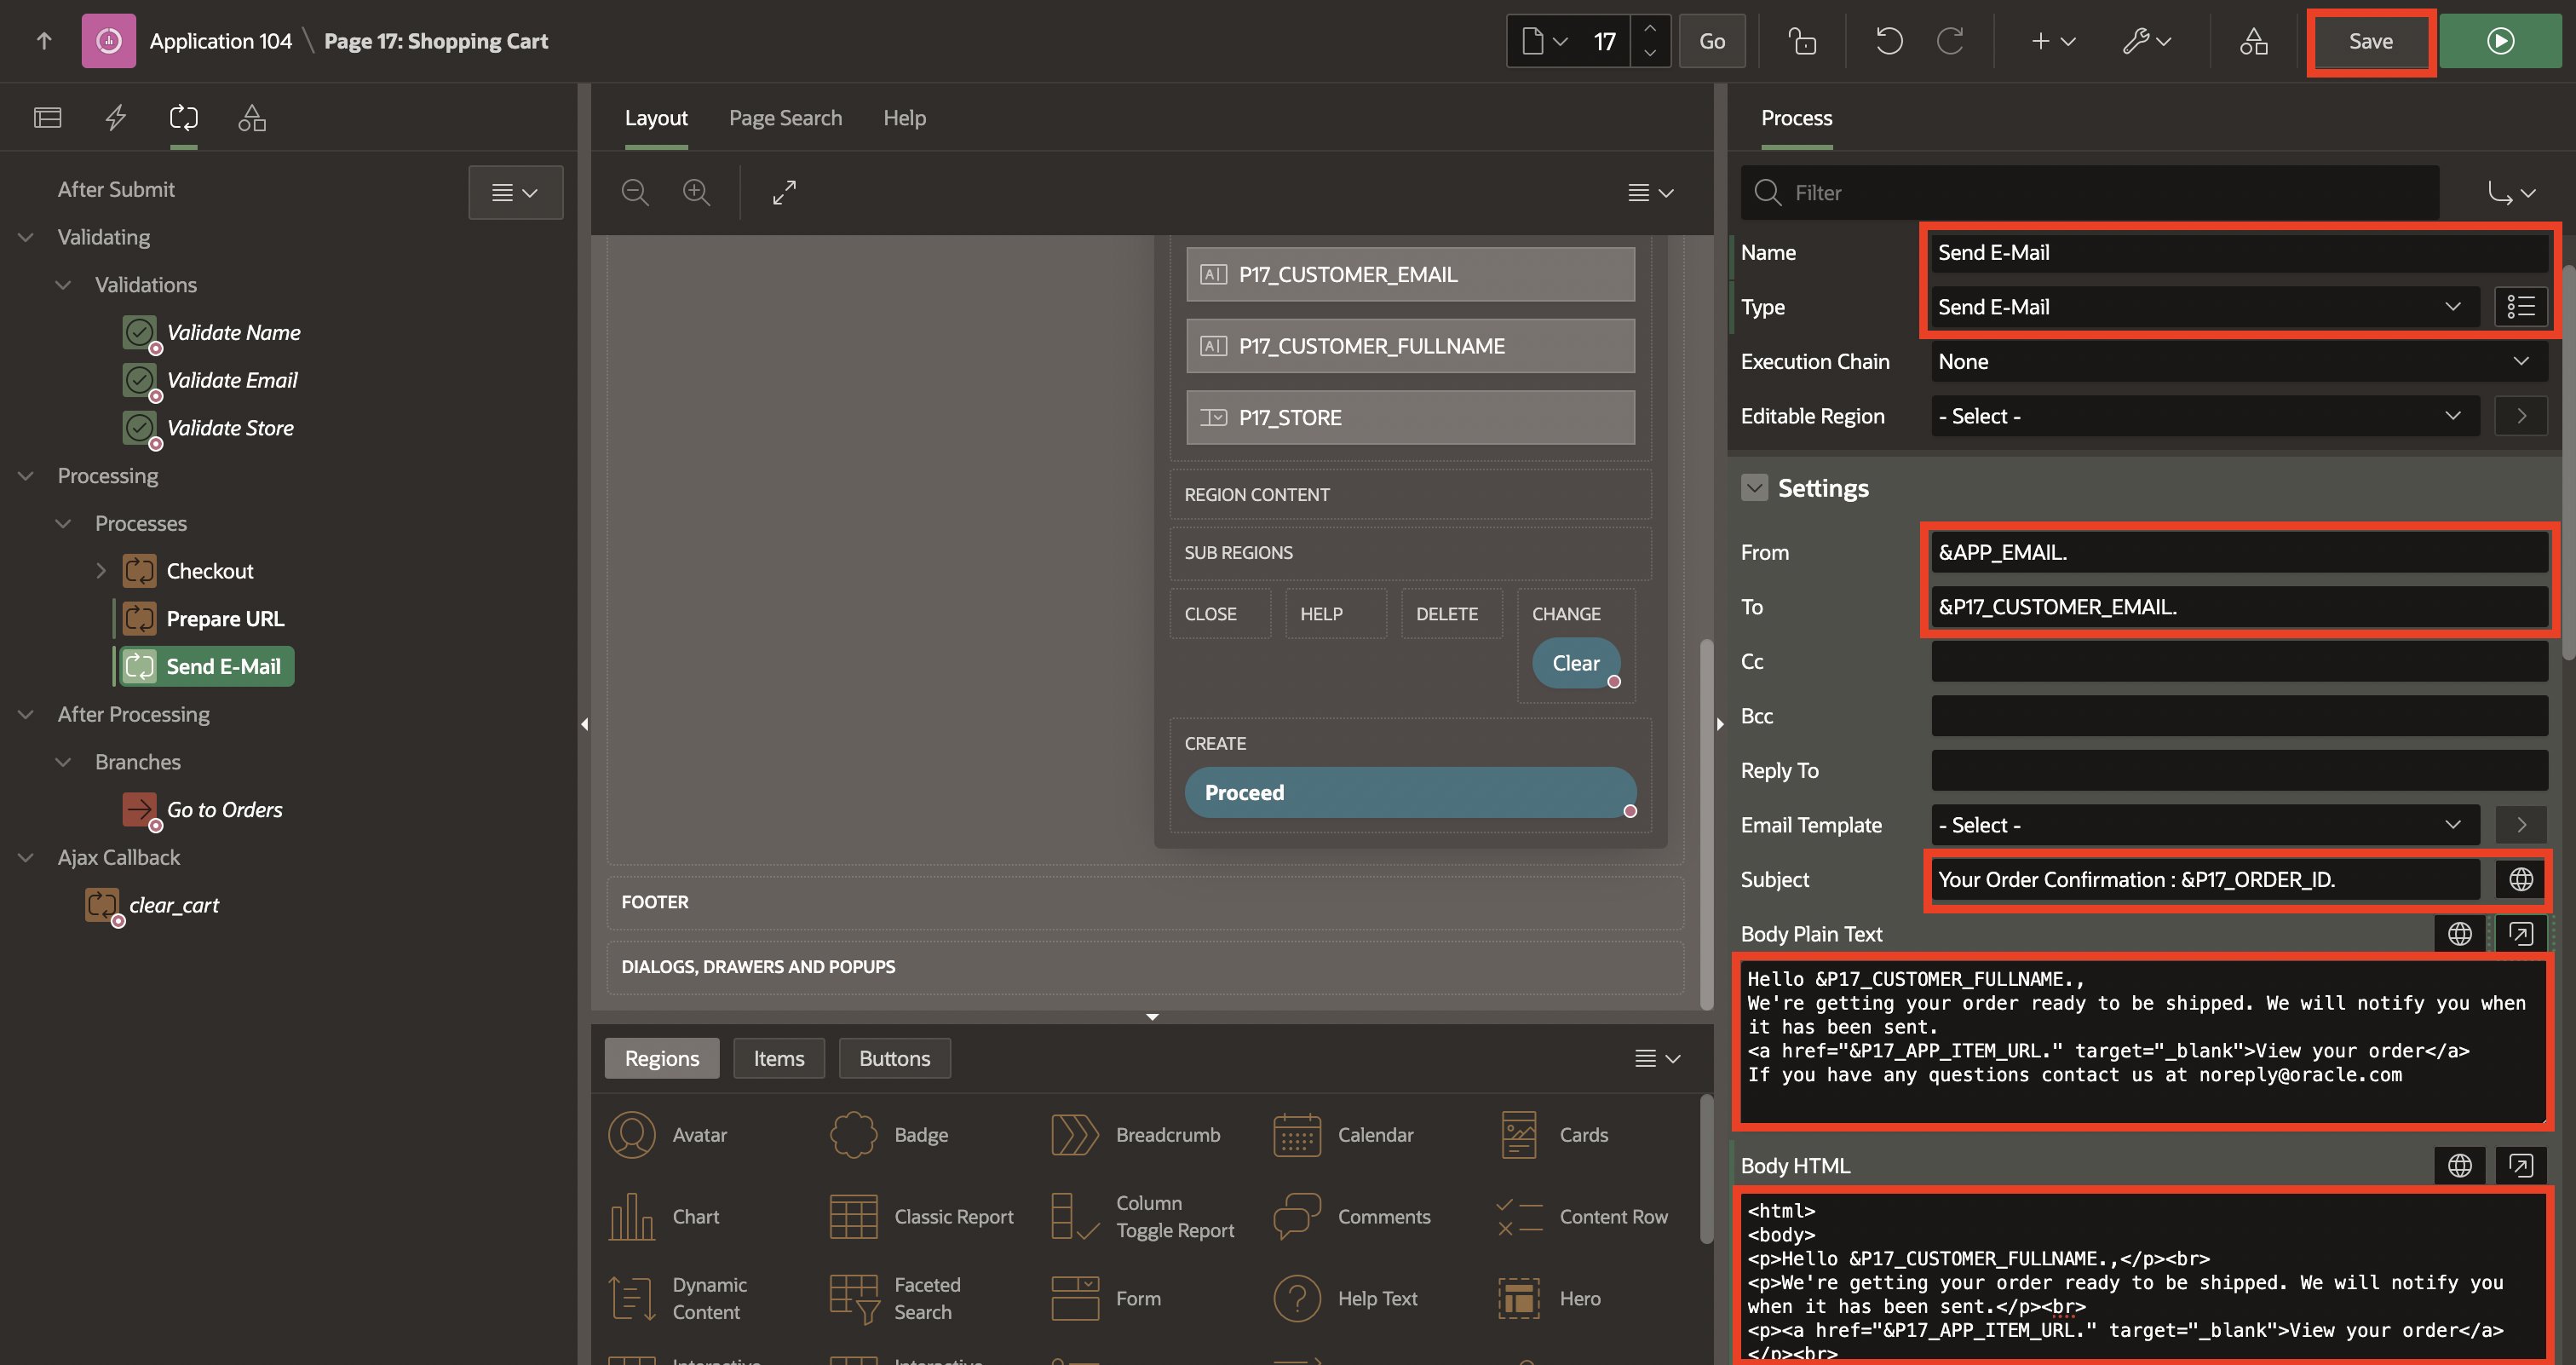 Application 104 \ Page 17: Shopping Cart
17
Go
Save
After Submit
Validating
Validations
Validate Name
Validate Email
Validate Store
Processing
Processes
Checkout
Prepare URL
Send E-Mail
After Processing
Branches
Go to Orders
Ajax Callback
clear_cart
Layout
Page Search
Help
P17_CUSTOMER_EMAIL
P17_CUSTOMER_FULLNAME
P17_STORE
REGION CONTENT
SUB REGIONS
CLOSE
HELP
DELETE
CHANGE
Clear
CREATE
Proceed
FOOTER
DIALOGS, DRAWERS AND POPUPS
Regions
Items
Buttons
Avatar
Badge
Breadcrumb
Calendar
Cards
Chart
Classic Report
Column
Toggle Report
Comments
Content Row
Dynamic
Content
Faceted
Search
Form
Help Text
Hero
Process
Filter
Name
Send E-Mail
Type
Send E-Mail
Execution Chain
None
Editable Region
- Select -
Settings
From
&APP_EMAIL.
To
&P17_CUSTOMER_EMAIL.
Cc
Bcc
Reply To
Email Template
- Select -
Subject
Your Order Confirmation : &P17_ORDER_ID.
Body Plain Text
Hello &P17_CUSTOMER_FULLNAME.,
We're getting your order ready to be shipped. We will notify you when
it has been sent.
<a href="&P17_APP_ITEM_URL." target="_blank">View your order</a>
If you have any questions contact us at noreply@oracle.com
Body HTML
<html>
<body>
<p>Hello &P17_CUSTOMER_FULLNAME.,</p><br>
<p>We're getting your order ready to be shipped. We will notify you
when it has been sent.</p><br>
<p><a href="&P17_APP_ITEM_URL." target="_blank">View your order</a>
</p><br>